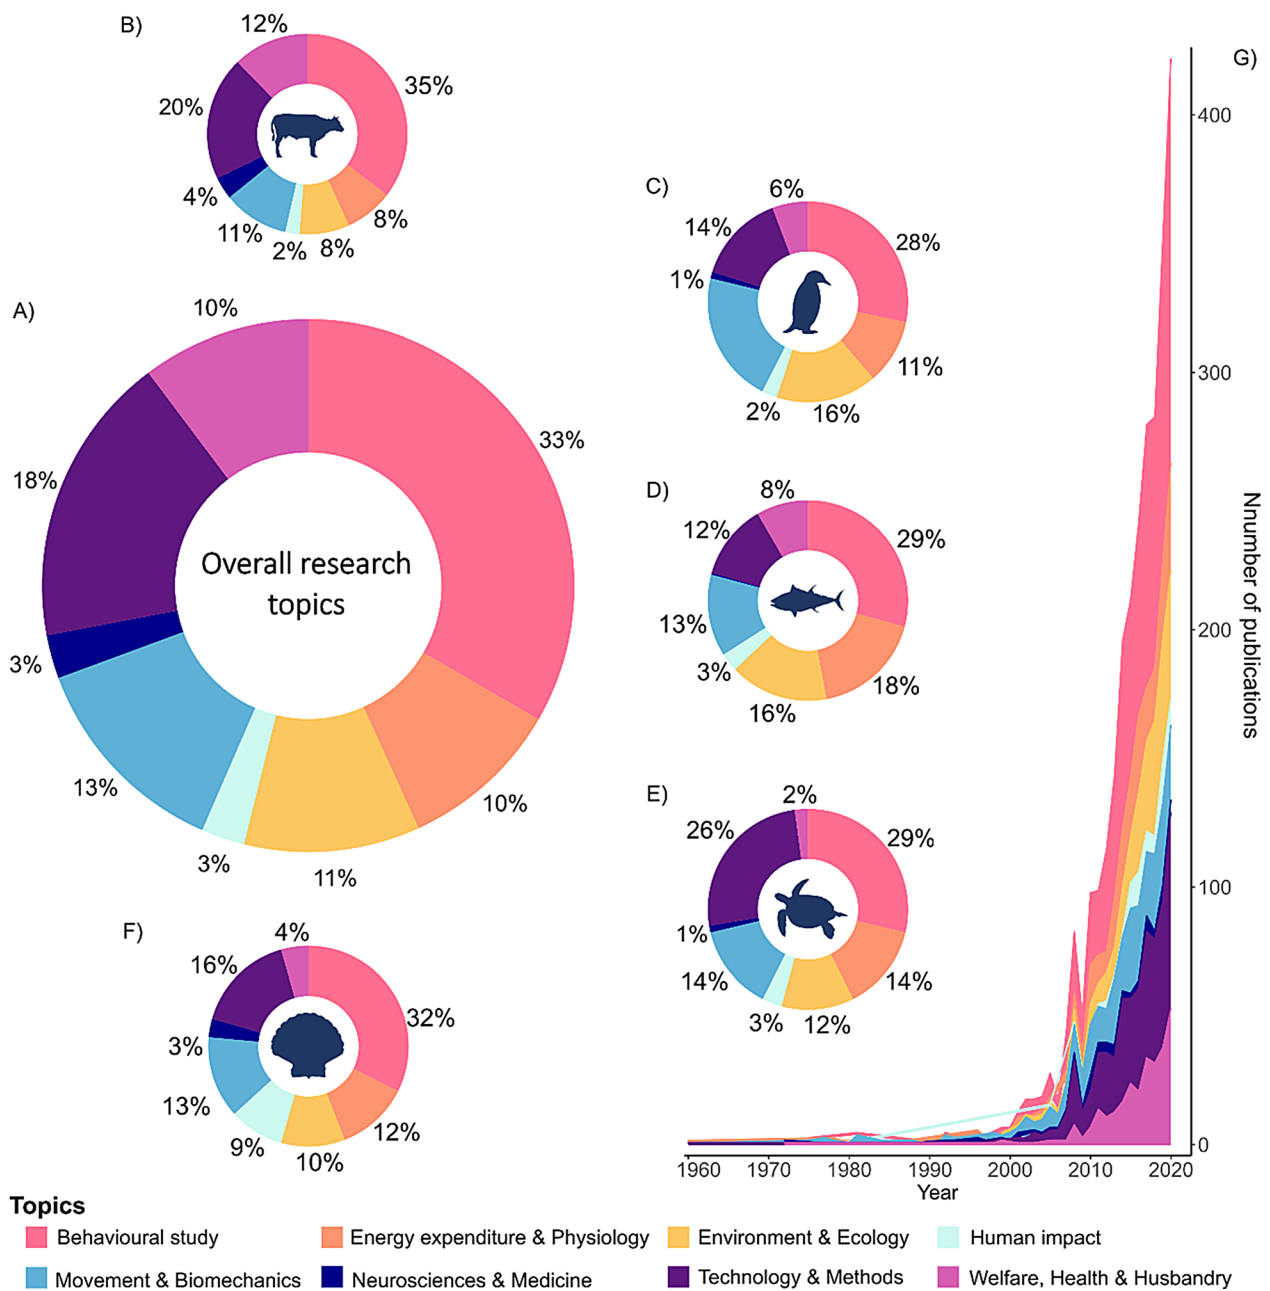 B)
12%
35%
20%
4%
11%
2%
8%
8%
A)
10%
33%
18%
Overall research
topics
3%
13%
3%
11%
10%
F)
4%
16%
32%
3%
13%
9%
10%
12%
C)
6%
14%
28%
1%
11%
2%
16%
D)
8%
12%
29%
13%
3%
18%
16%
E)
2%
26%
29%
1%
14%
14%
3%
12%
G)
400
300
200
100
0
Nnumber of publications
1960
1970
1980
1990
2000
2010
2020
Year
Topics
Behavioural study
Energy expenditure & Physiology
Environment & Ecology
Human impact
Movement & Biomechanics
Neurosciences & Medicine
Technology & Methods
Welfare, Health & Husbandry